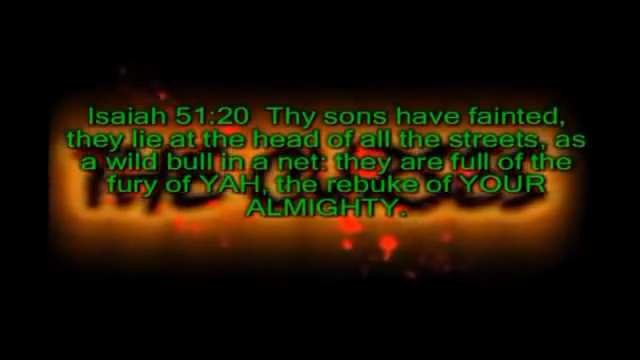 Isaiah 51:20 Thy sons have fainted,
they lie at the head of all the streets, as
a wild bull in a net: they are full of the
fury of YAH, the rebuke of YOUR
ALMIGHTY.